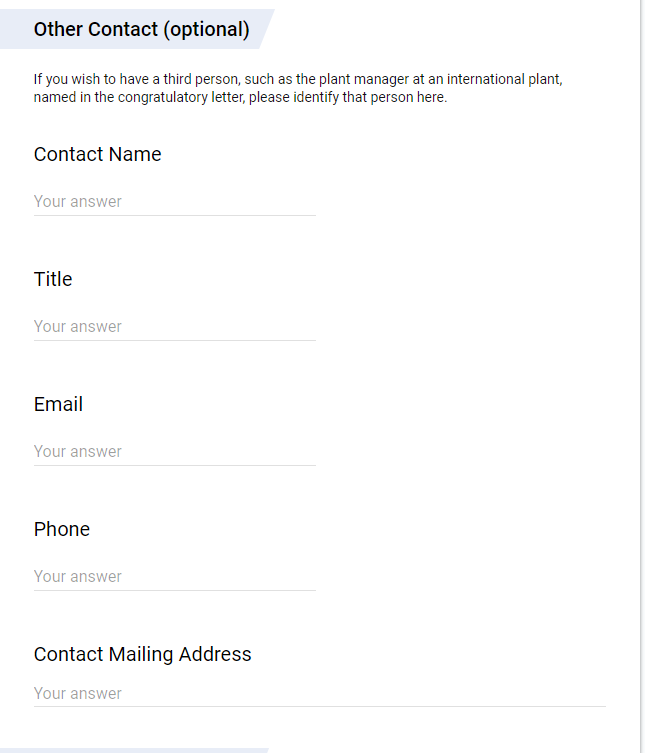 Other Contact (optional)
If you wish to have a third person, such as the plant manager at an international plant,
named in the congratulatory letter, please identify that person here.
Contact Name
Your answer
Title
Your answer
Email
Your answer
Phone
Your answer
Contact Mailing Address
Your answer